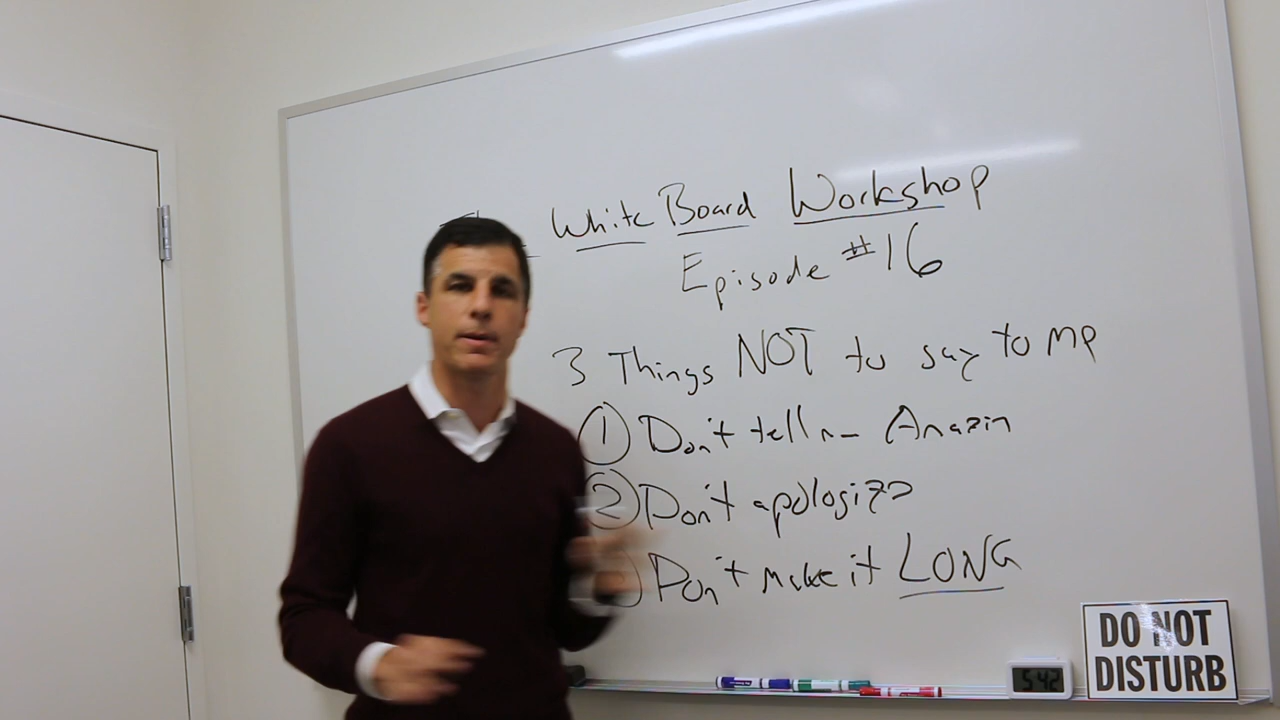 White Board Workshop
Episode #16
3 Things NOT to say to me
1 Don't tell me Amazin
2 Don't apologize
Don't make it LONG
DO NOT
DISTURB
5:42